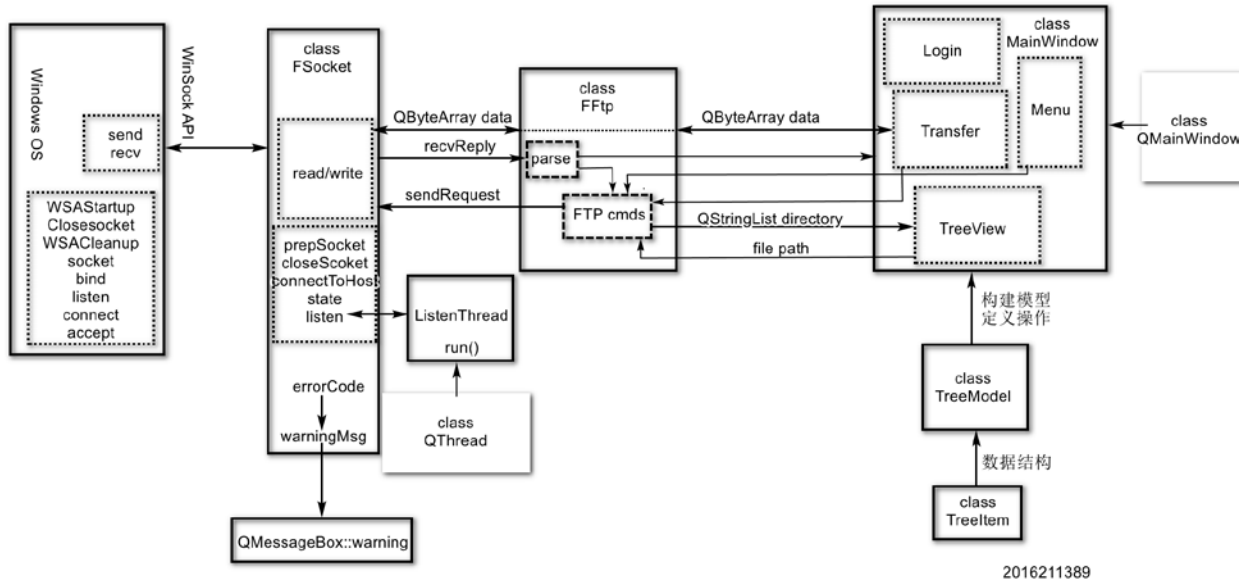 Windows OS
send
recv
WSAStartup
Closesocket
WSACleanup
socket
bind
listen
connect
accept
WinSock API
class
FSocket
read/write
prepSocket
closeScoket
connectToHost
state
listen
errorCode
warningMsg
QMessageBox::warning
QByteArray data
recvReply
sendRequest
ListenThread
run()
class
QThread
class
FFtp
parse
FTP cmds
QByteArray data
QStringList directory
file path
class
MainWindow
Login
Transfer
Menu
TreeView
class
QMainWindow
构建模型
定义操作
class
TreeModel
数据结构
class
TreeItem
2016211389